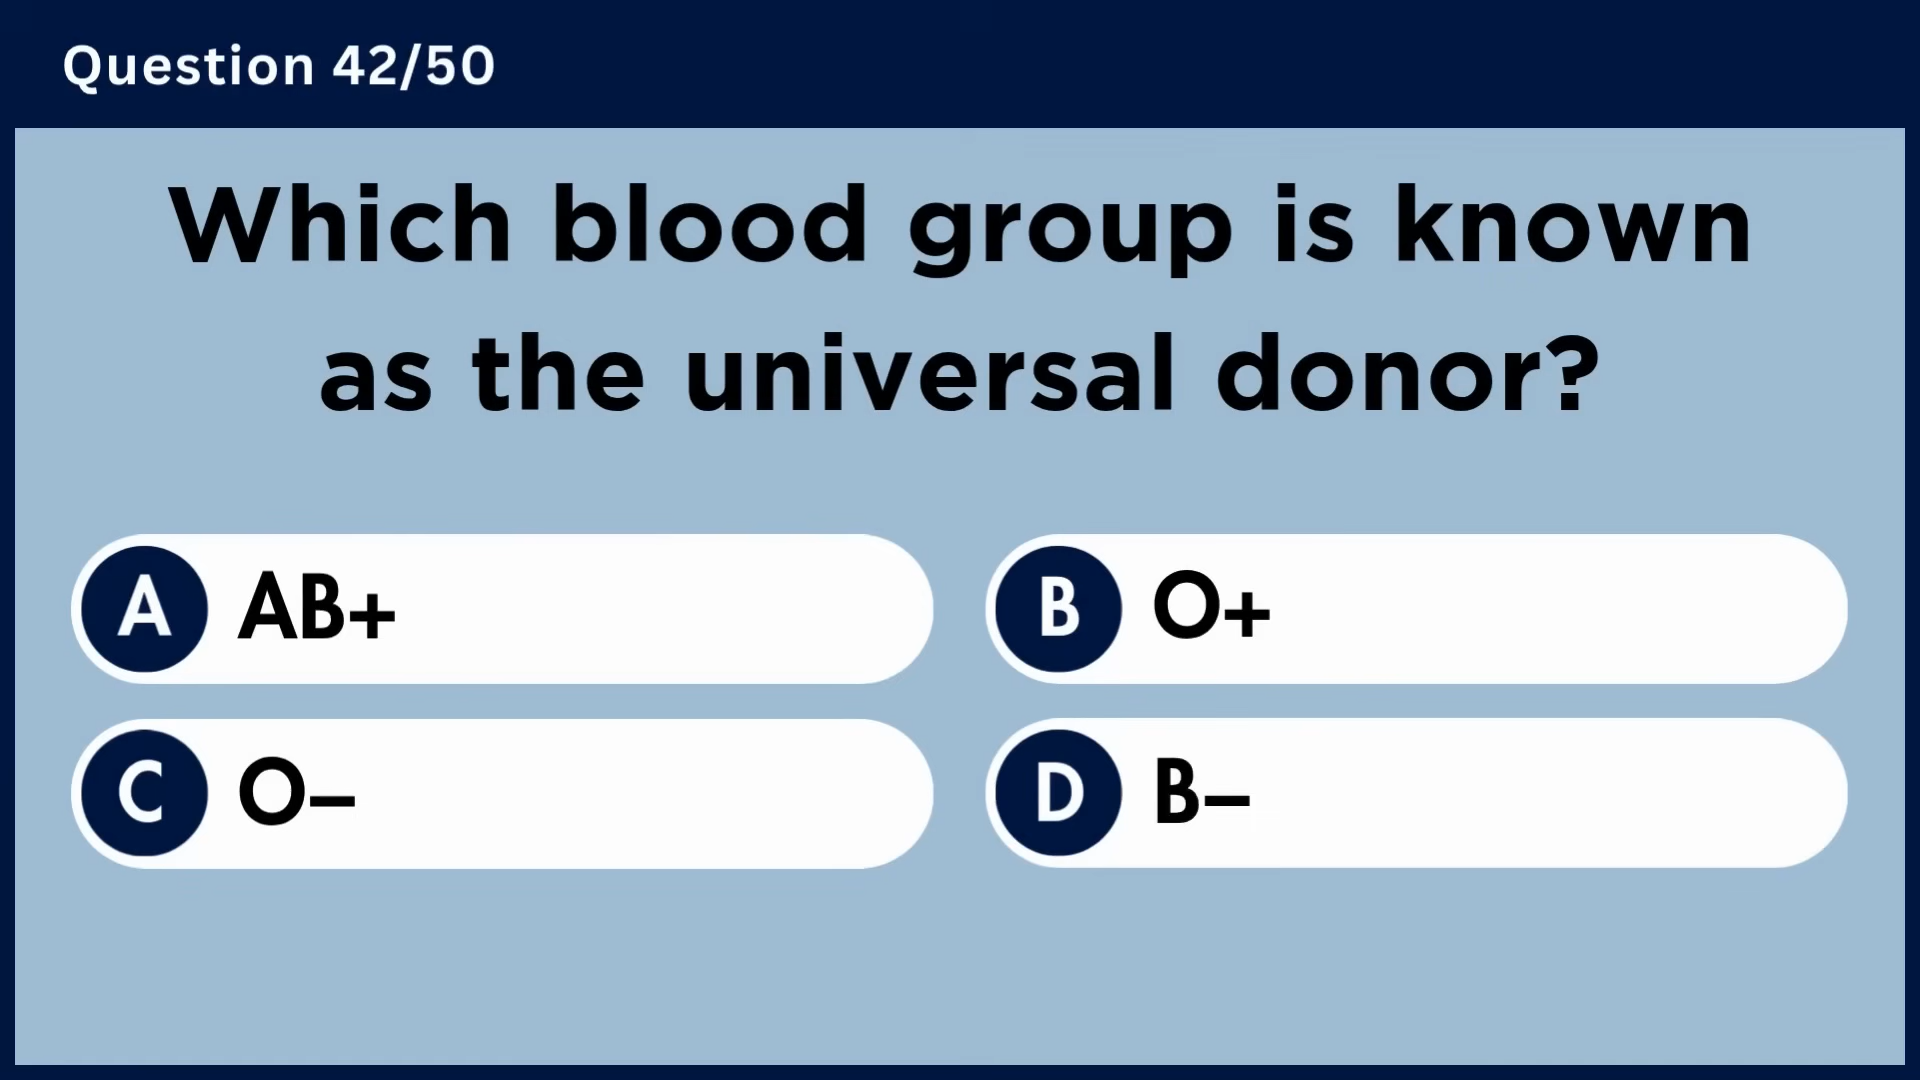 Question 42/50
Which blood group is known
as the universal donor?
A AB+
B O+
C O–
D B–